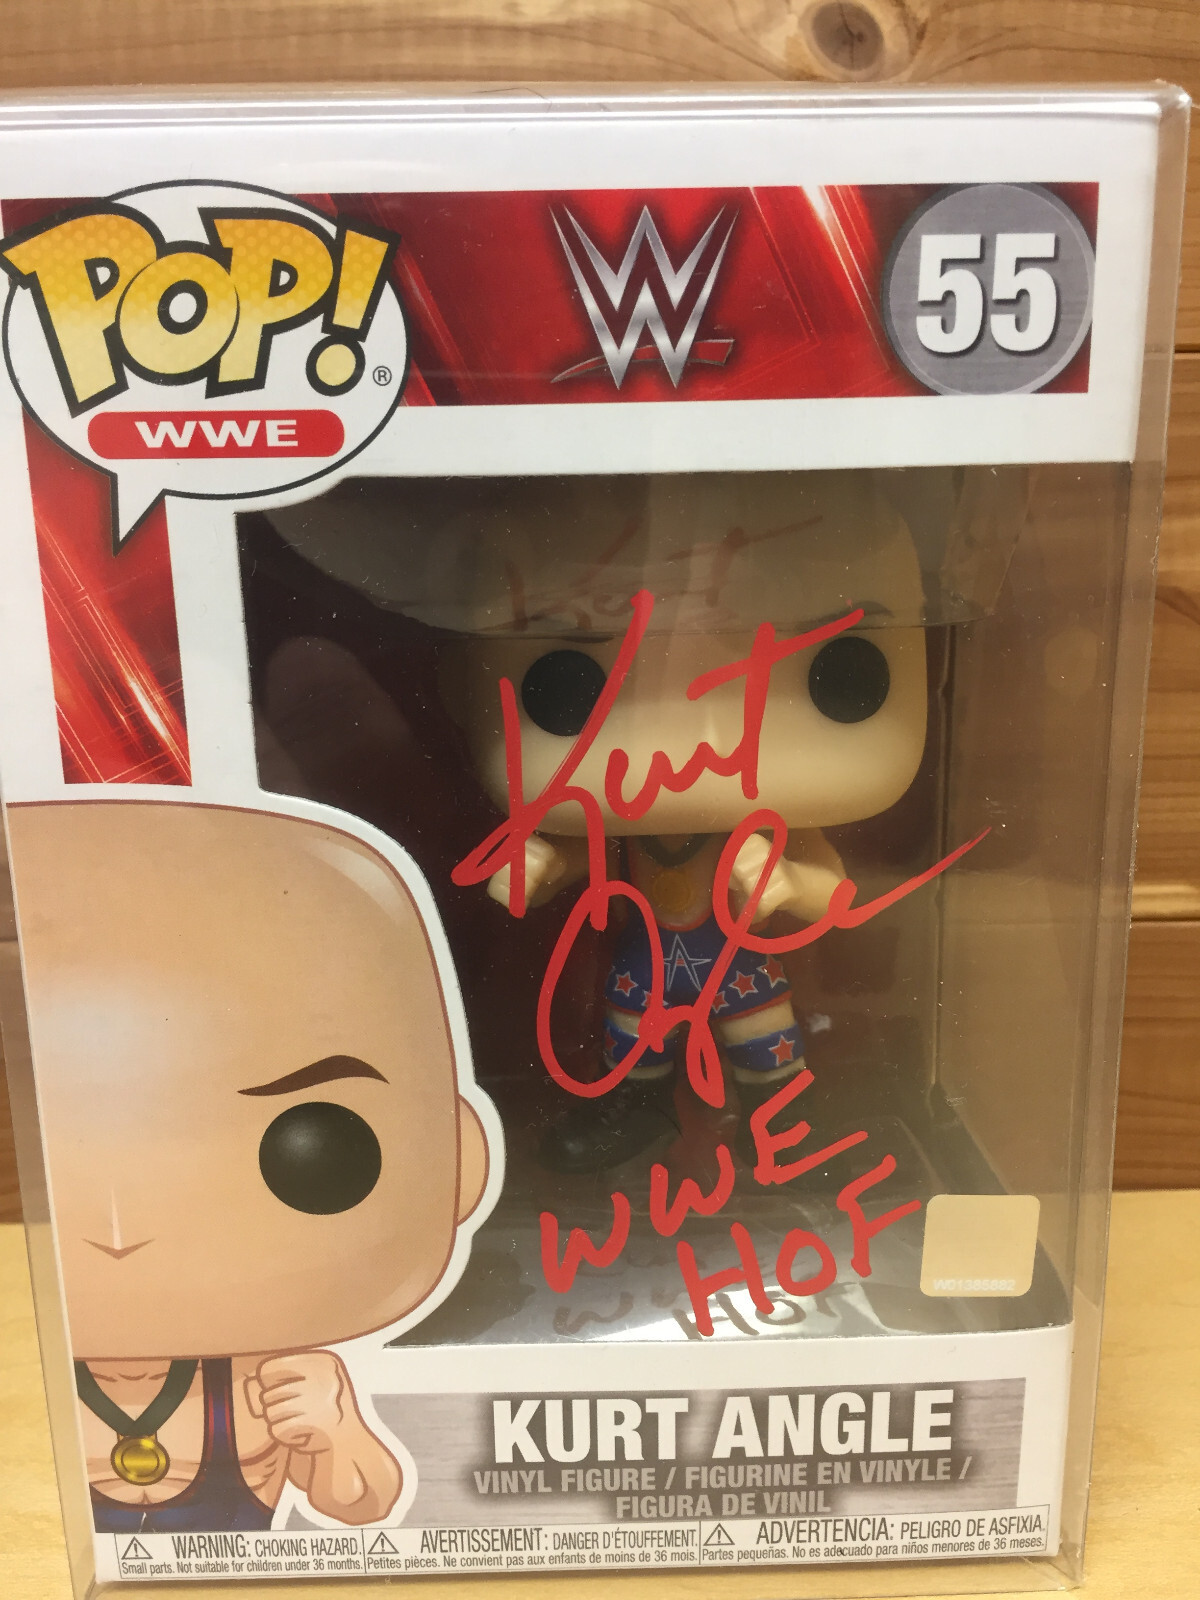 POP!®
WWE
W
55
Kurt
Angle
WWE
HOF
WC1385882
KURT ANGLE
VINYL FIGURE / FIGURINE EN VINYLE /
FIGURA DE VINIL
WARNING: CHOKING HAZARD.
Small parts. Not suitable for children under 36 months.
AVERTISSEMENT: DANGER D'ÉTOUFFEMENT.
Petites pièces. Ne convient pas aux enfants de moins de 36 mois.
ADVERTENCIA: PELIGRO DE ASFIXIA.
Partes pequeñas. No es adecuado para niños menores de 36 meses.